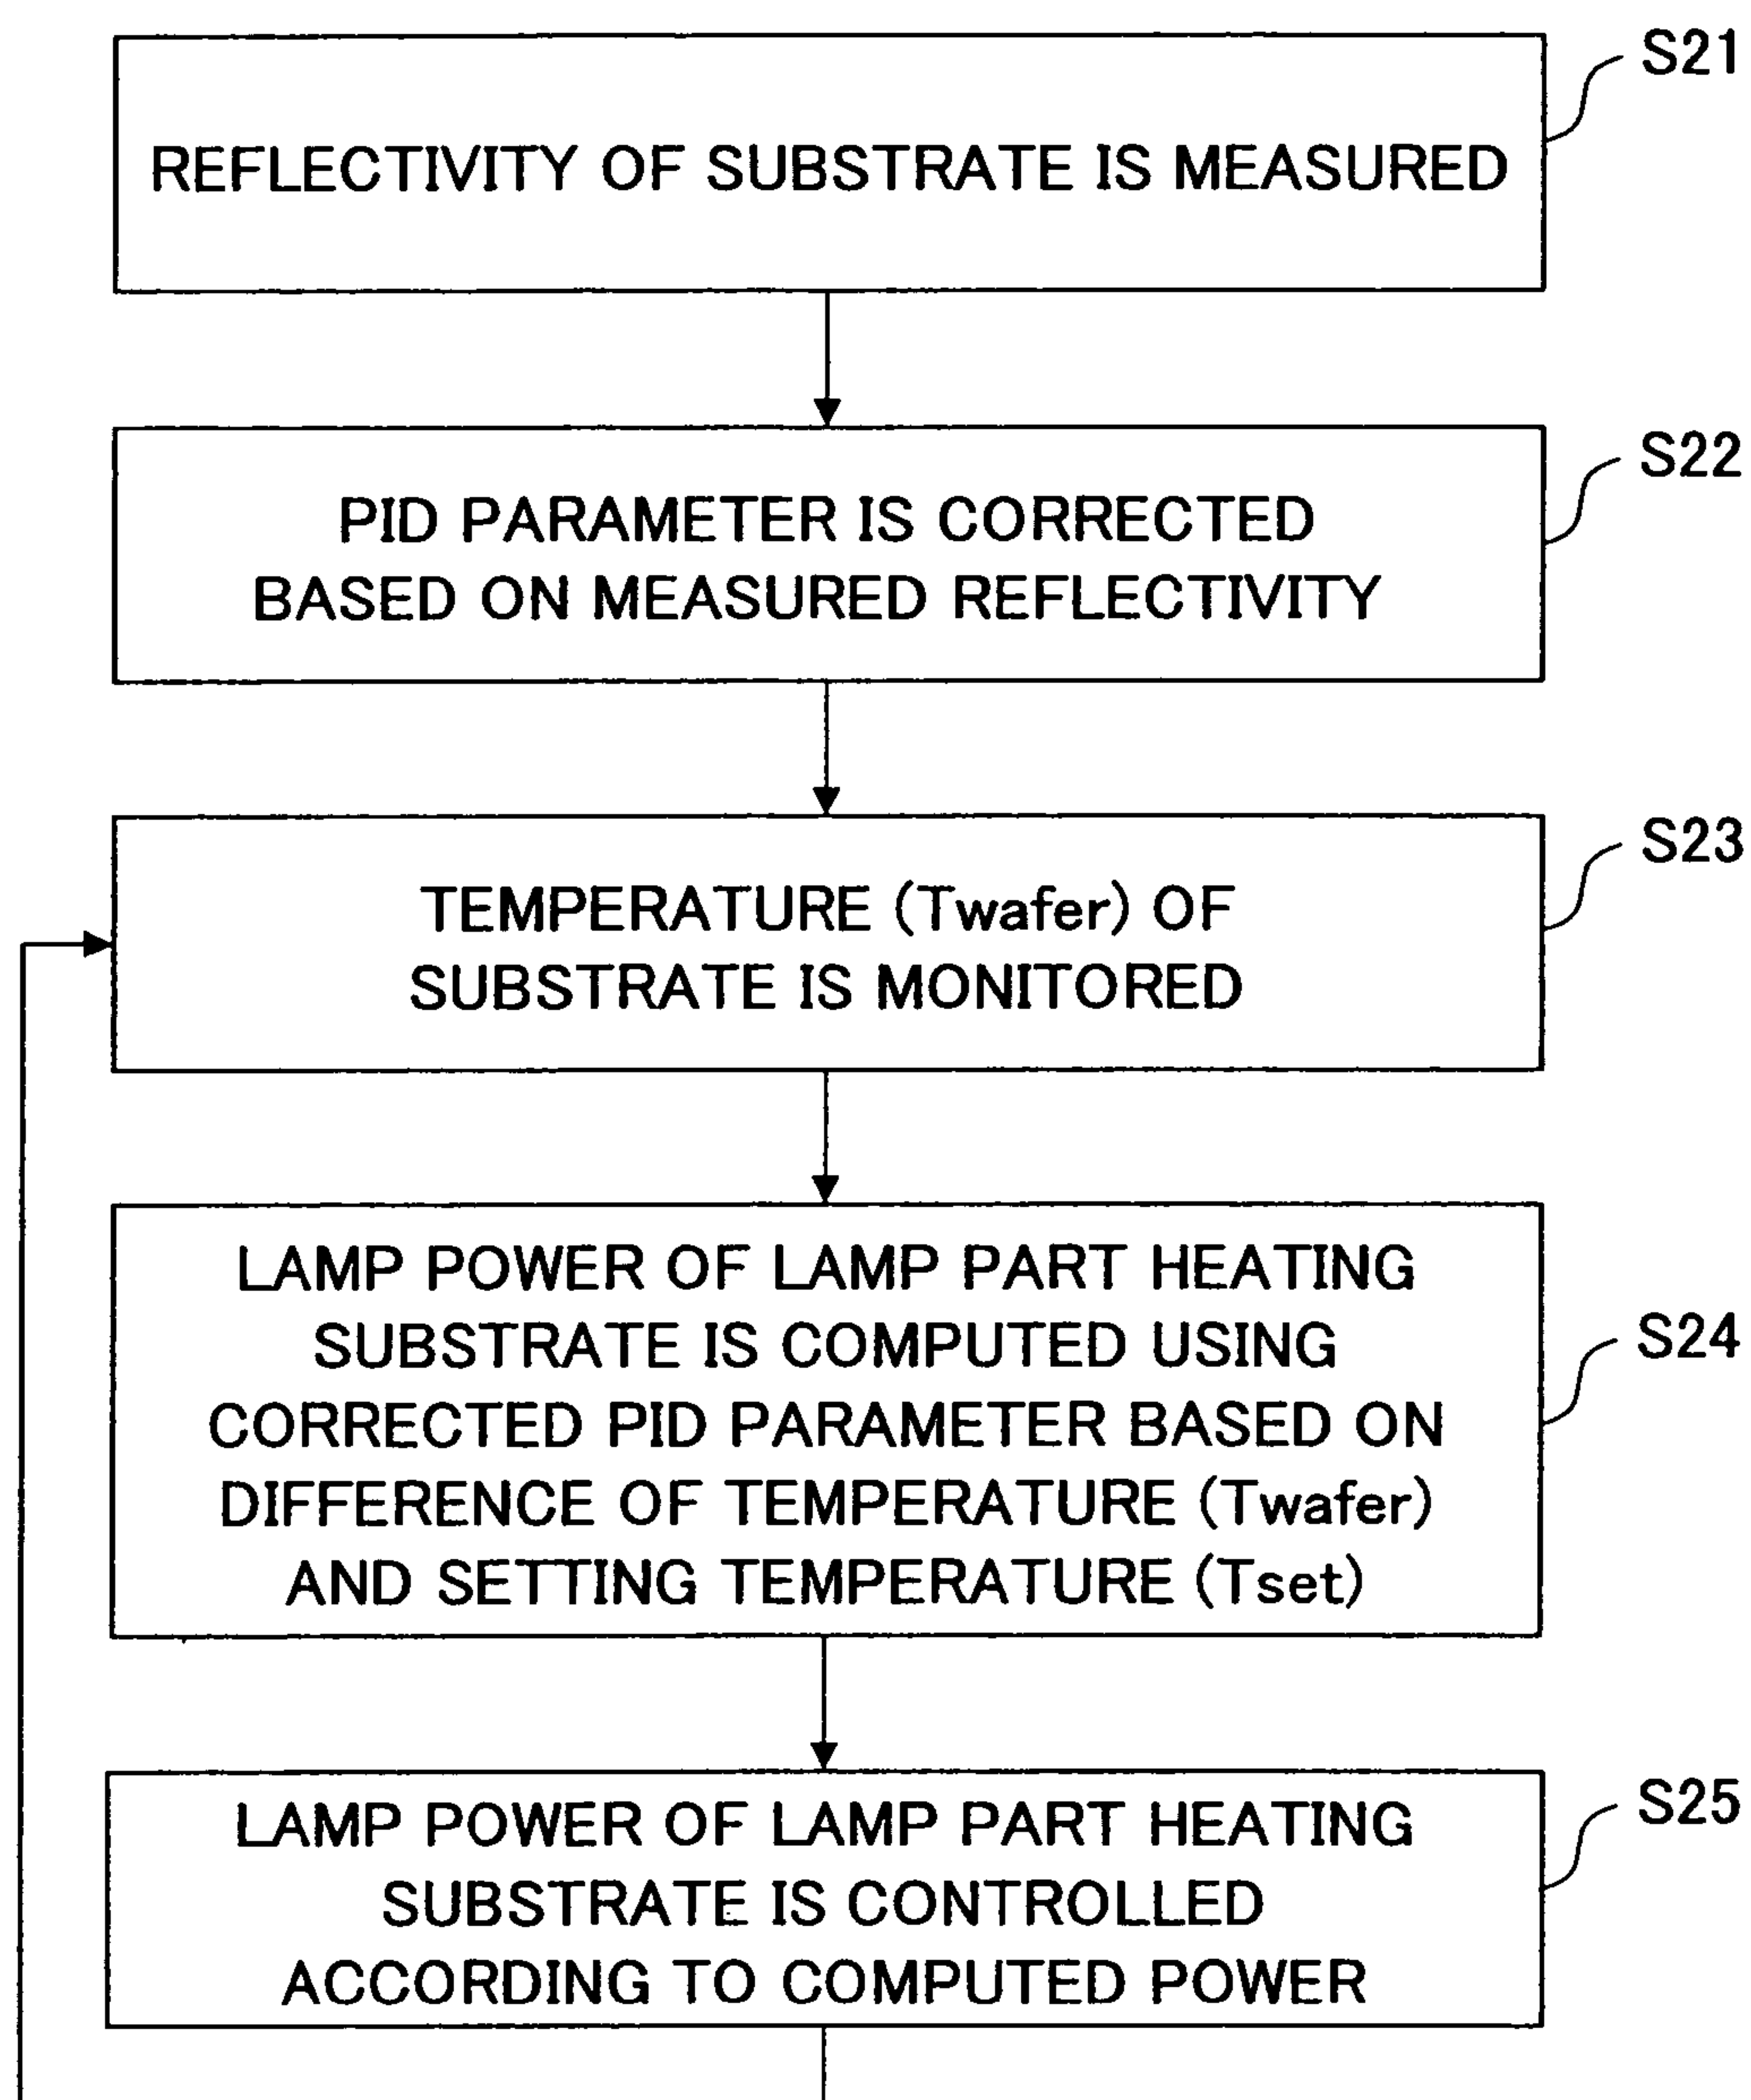 S21
REFLECTIVITY OF SUBSTRATE IS MEASURED
S22
PID PARAMETER IS CORRECTED
BASED ON MEASURED REFLECTIVITY
S23
TEMPERATURE (Twafer) OF
SUBSTRATE IS MONITORED
LAMP POWER OF LAMP PART HEATING
SUBSTRATE IS COMPUTED USING
S24
CORRECTED PID PARAMETER BASED ON
DIFFERENCE OF TEMPERATURE (Twafer)
AND SETTING TEMPERATURE (Tset)
S25
LAMP POWER OF LAMP PART HEATING
SUBSTRATE IS CONTROLLED
ACCORDING TO COMPUTED POWER